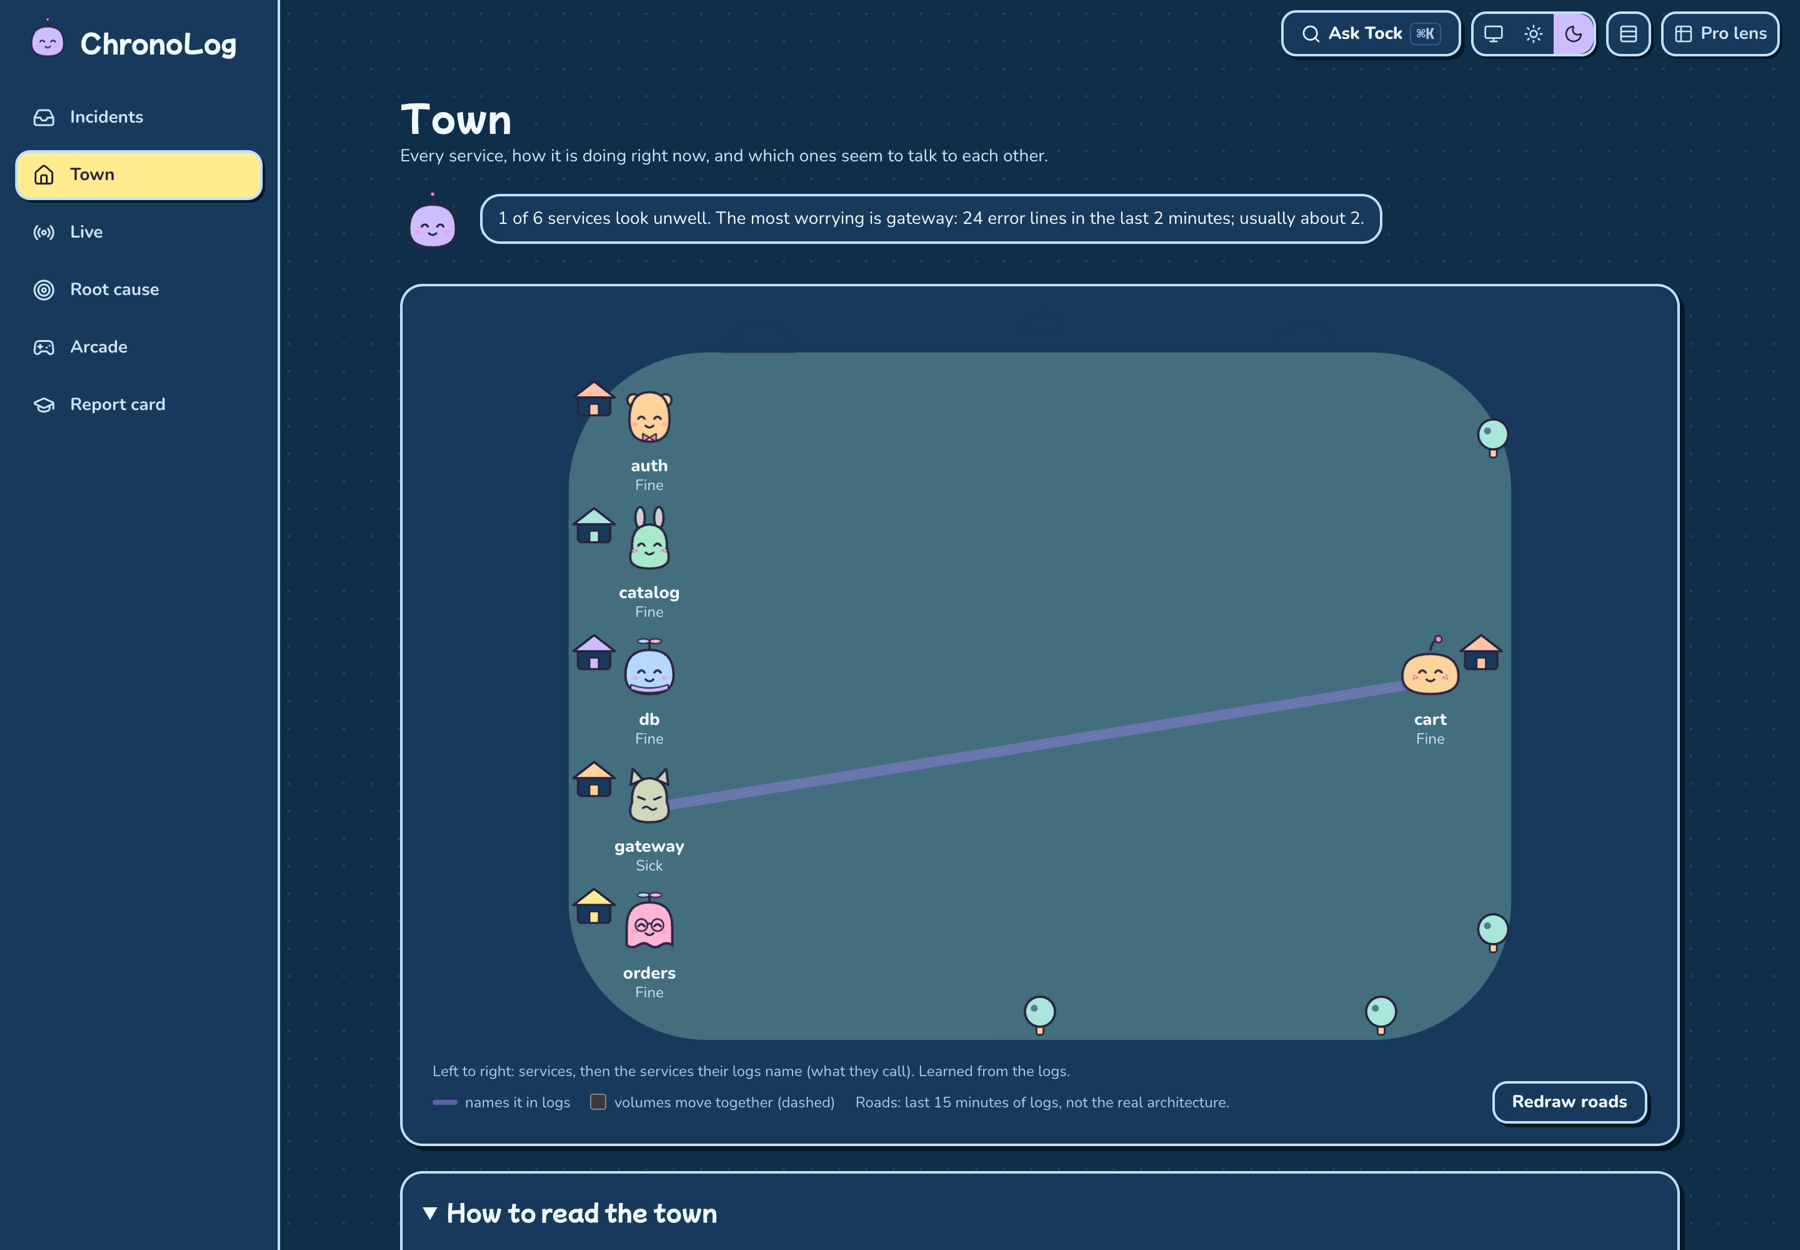 ChronoLog
Ask Tock ⌘K
Pro lens
Incidents
Town
Live
Root cause
Arcade
Report card
Town
Every service, how it is doing right now, and which ones seem to talk to each other.
1 of 6 services look unwell. The most worrying is gateway: 24 error lines in the last 2 minutes; usually about 2.
auth
Fine
catalog
Fine
db
Fine
cart
Fine
gateway
Sick
orders
Fine
Left to right: services, then the services their logs name (what they call). Learned from the logs.
names it in logs
volumes move together (dashed)
Roads: last 15 minutes of logs, not the real architecture.
Redraw roads
▼ How to read the town